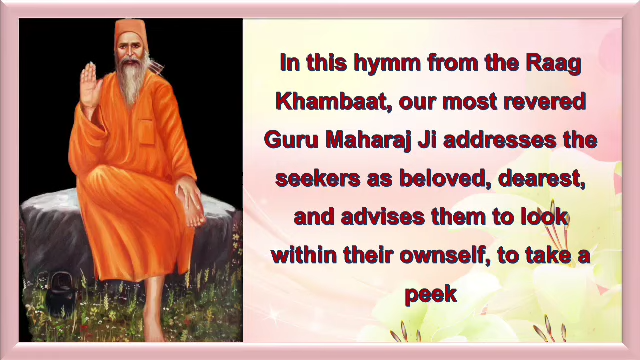 In this hymm from the Raag
Khambaat, our most revered
Guru Maharaj Ji addresses the
seekers as beloved, dearest,
and advises them to look
within their ownself, to take a
peek